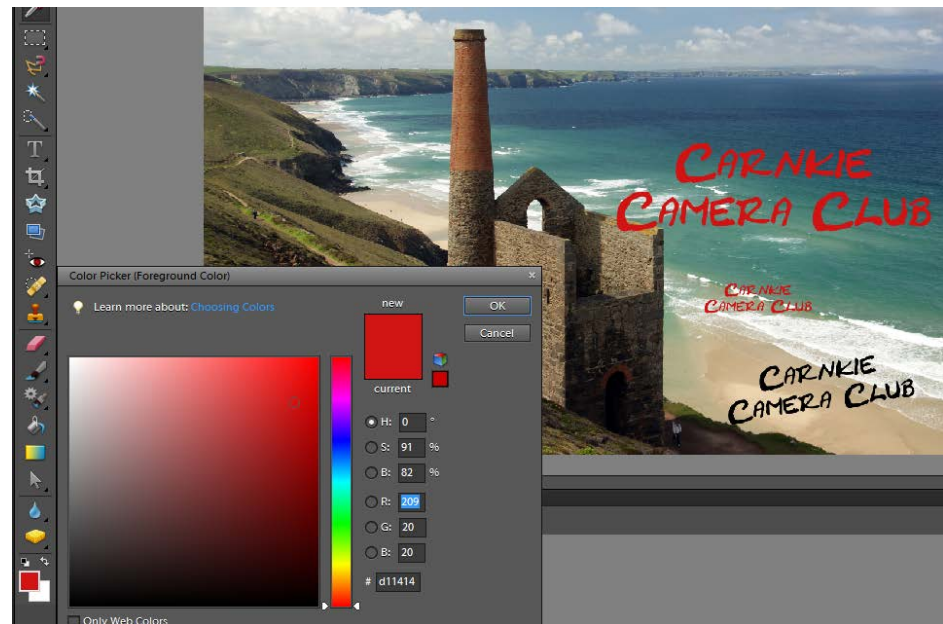 T
CARNKIE
CAMERA CLUB
CARNKIE
CAMERA CLUB
CARNKIE
CAMERA CLUB
Color Picker (Foreground Color)
Learn more about: Choosing Colors
new
OK
Cancel
current
H: 0 °
S: 91 %
B: 82 %
R: 209
G: 20
B: 20
# d11414
Only Web Colors